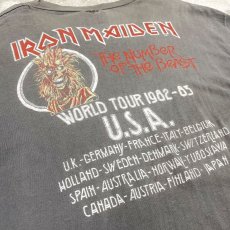 IRON MAIDEN
The Number
of the Beast
WORLD TOUR 1982-83
U.S.A.
U.K.-GERMANY-FRANCE-ITALY-BELGIUM
HOLLAND-SWEDEN-DENMARK-SWITZERLAND
SPAIN-AUSTRALIA-NORWAY-YUGOSLAVIA
CANADA-AUSTRIA-FINLAND-JAPAN